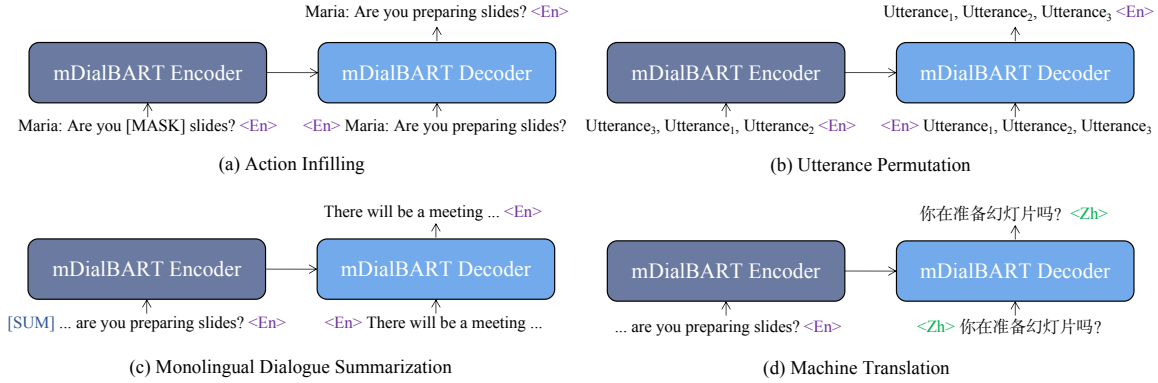 Maria: Are you preparing slides? <En>
mDialBART Encoder
mDialBART Decoder
Maria: Are you [MASK] slides? <En>
<En> Maria: Are you preparing slides?
(a) Action Infilling
Utterance₁, Utterance₂, Utterance₃ <En>
mDialBART Encoder
mDialBART Decoder
Utterance₃, Utterance₁, Utterance₂ <En>
<En> Utterance₁, Utterance₂, Utterance₃
(b) Utterance Permutation
There will be a meeting ... <En>
mDialBART Encoder
mDialBART Decoder
[SUM] ... are you preparing slides? <En>
<En> There will be a meeting ...
(c) Monolingual Dialogue Summarization
你在准备幻灯片吗？ <Zh>
mDialBART Encoder
mDialBART Decoder
... are you preparing slides? <En>
<Zh> 你在准备幻灯片吗？
(d) Machine Translation